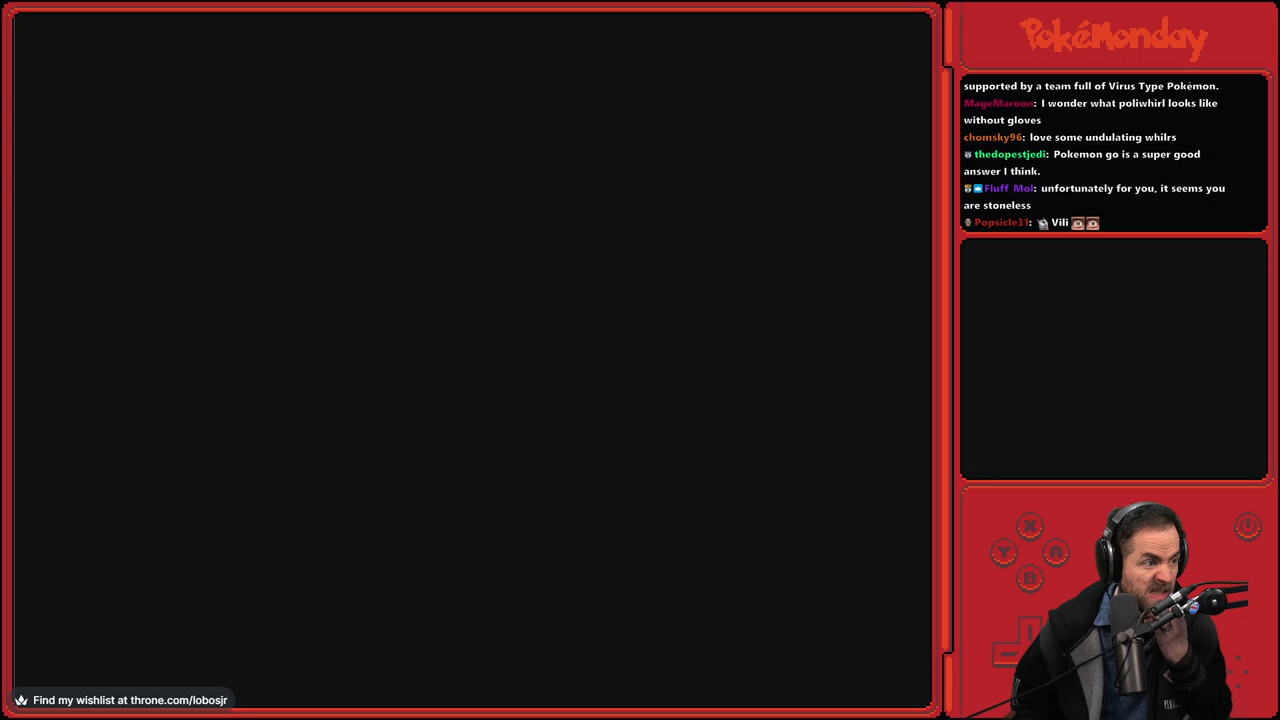 PokéMonday
supported by a team full of Virus Type Pokémon.
MageMaroon: I wonder what poliwhirl looks like
without gloves
chomsky96: love some undulating whilrs
thedopestjedi: Pokemon go is a super good
answer I think.
Fluff_Mol: unfortunately for you, it seems you
are stoneless
Popsicle31: Vili
X
Y
A
B
Find my wishlist at throne.com/lobosjr